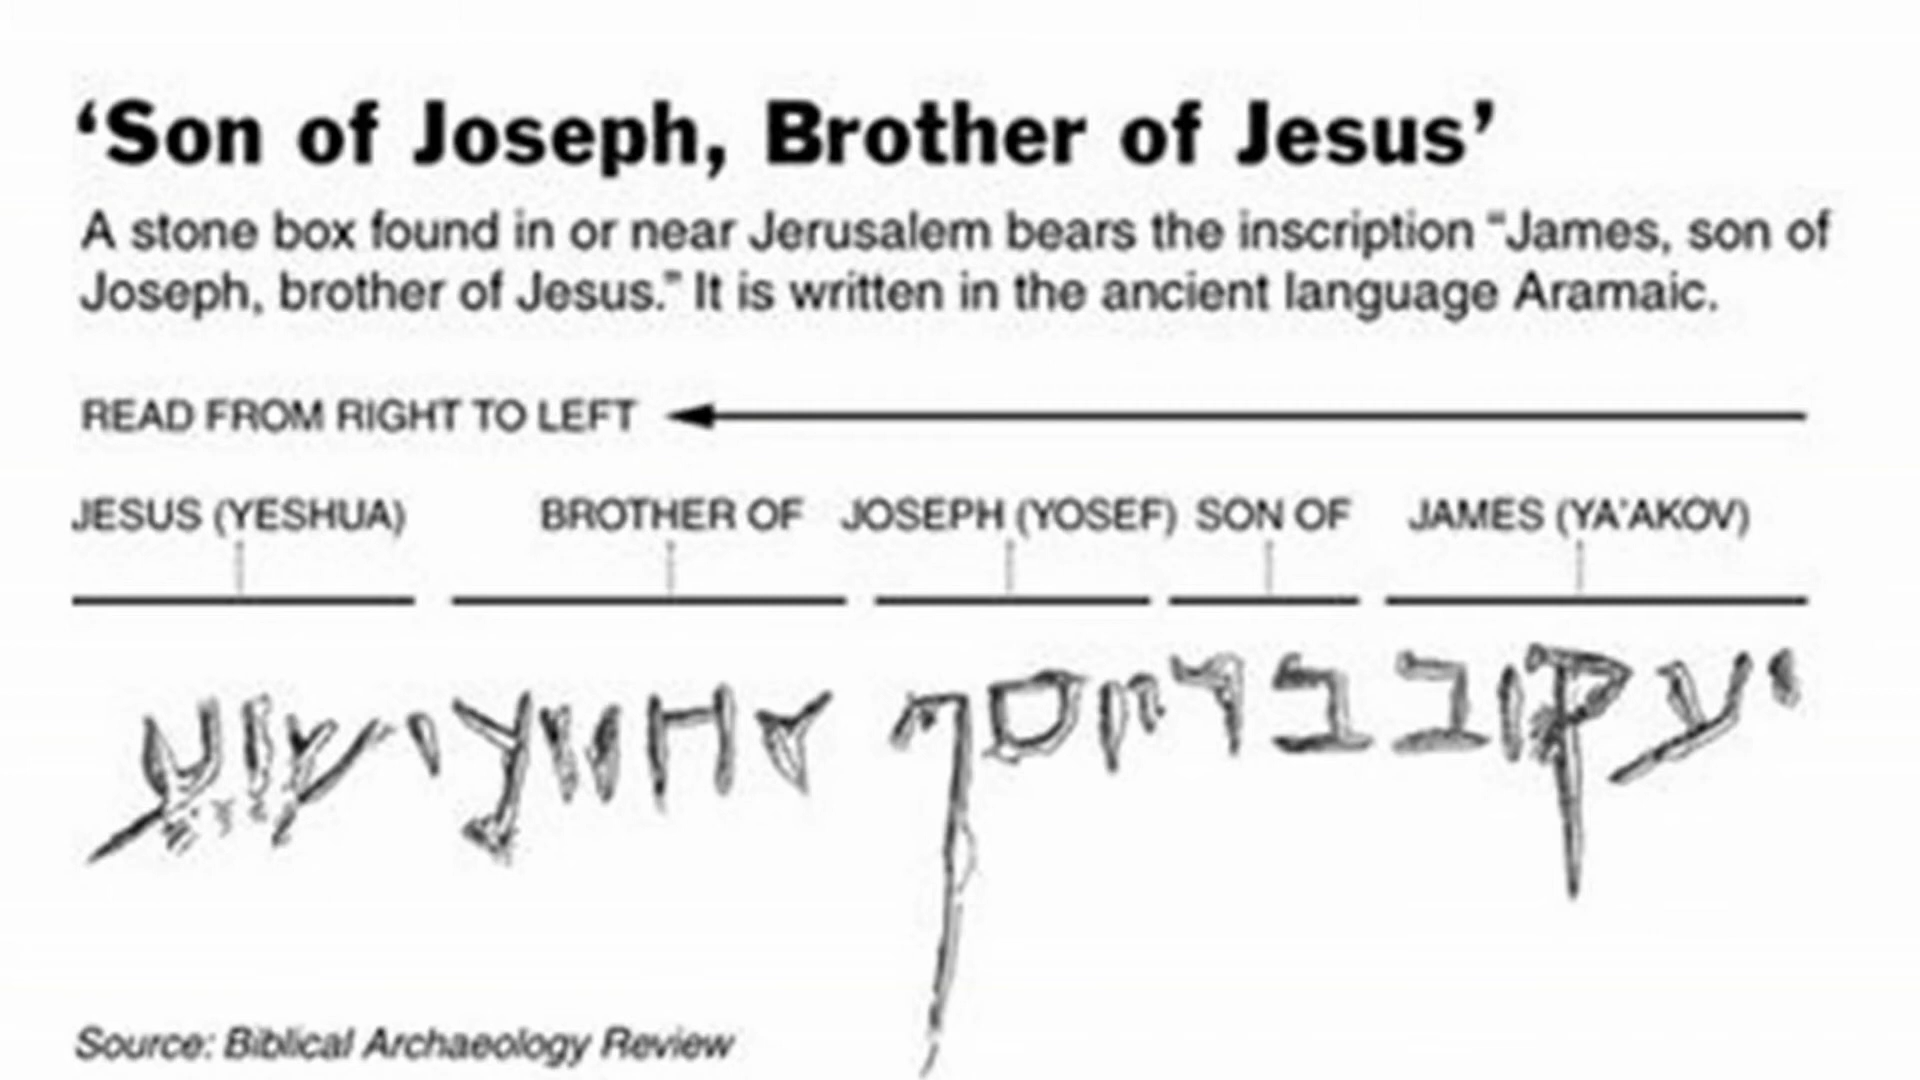 ‘Son of Joseph, Brother of Jesus’
A stone box found in or near Jerusalem bears the inscription “James, son of
Joseph, brother of Jesus.” It is written in the ancient language Aramaic.
READ FROM RIGHT TO LEFT
JESUS (YESHUA) BROTHER OF JOSEPH (YOSEF) SON OF JAMES (YA'AKOV)
יעקוב בר יוסף אחוי דישוע
Source: Biblical Archaeology Review